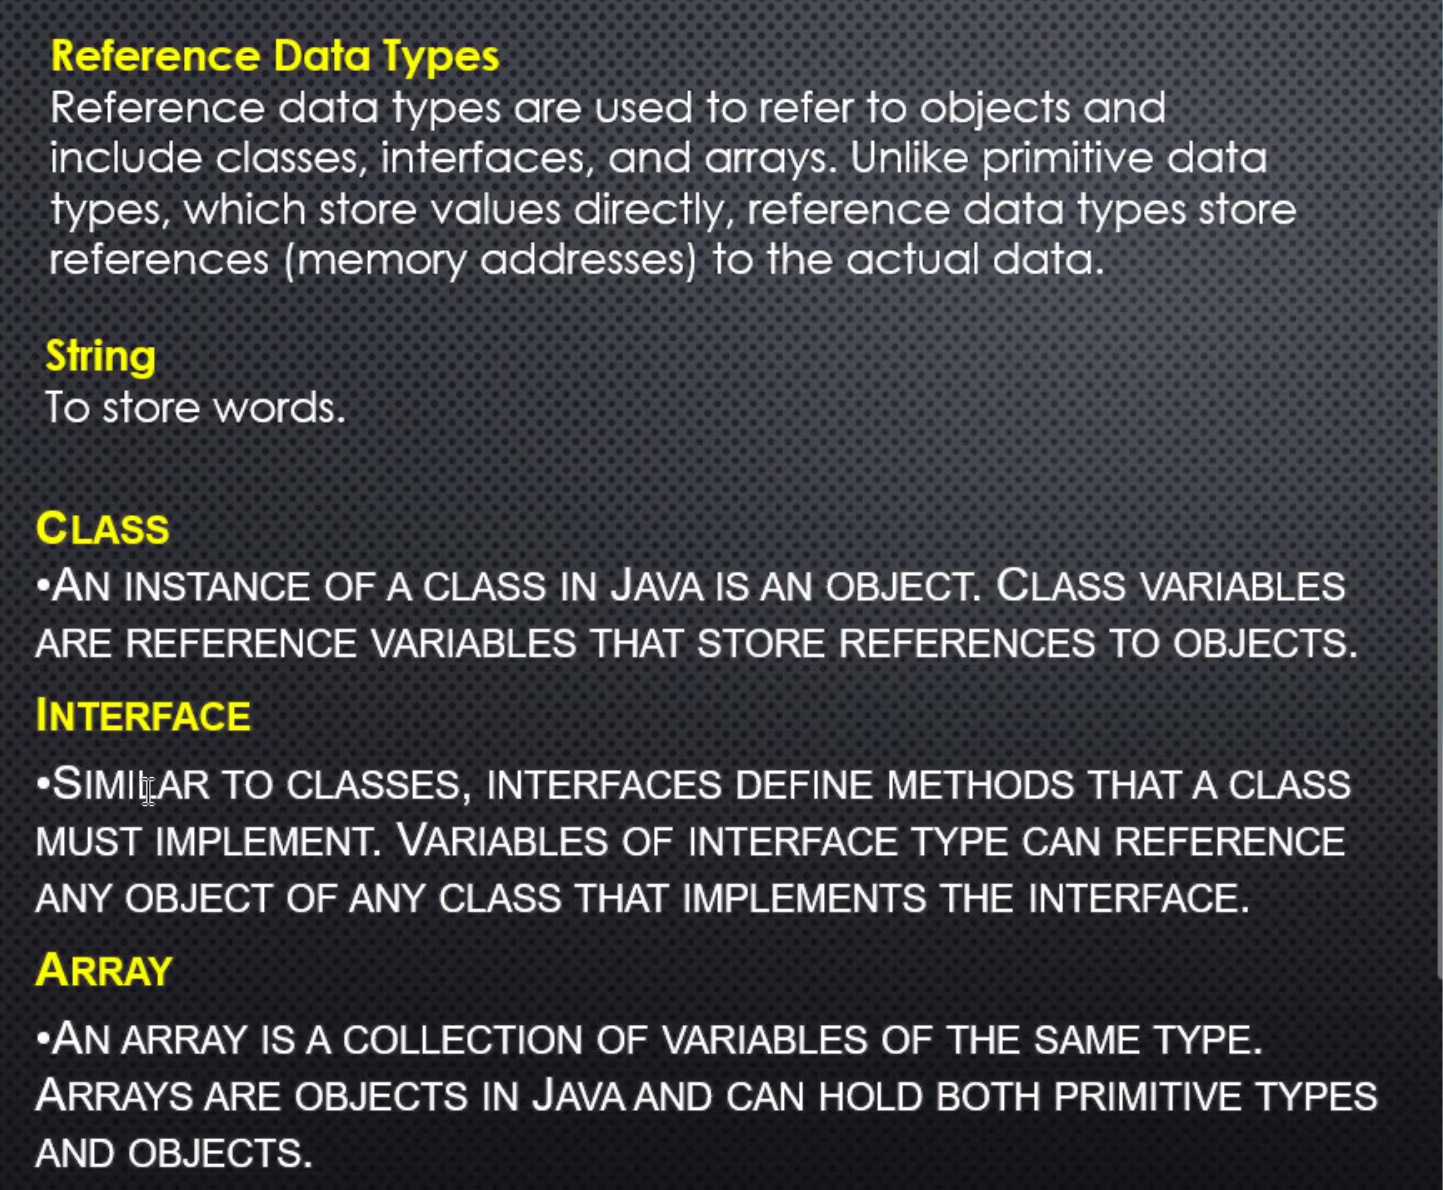 Reference Data Types
Reference data types are used to refer to objects and
include classes, interfaces, and arrays. Unlike primitive data
types, which store values directly, reference data types store
references (memory addresses) to the actual data.
String
To store words.
CLASS
•AN INSTANCE OF A CLASS IN JAVA IS AN OBJECT. CLASS VARIABLES
ARE REFERENCE VARIABLES THAT STORE REFERENCES TO OBJECTS.
INTERFACE
•SIMILAR TO CLASSES, INTERFACES DEFINE METHODS THAT A CLASS
MUST IMPLEMENT. VARIABLES OF INTERFACE TYPE CAN REFERENCE
ANY OBJECT OF ANY CLASS THAT IMPLEMENTS THE INTERFACE.
ARRAY
•AN ARRAY IS A COLLECTION OF VARIABLES OF THE SAME TYPE.
ARRAYS ARE OBJECTS IN JAVA AND CAN HOLD BOTH PRIMITIVE TYPES
AND OBJECTS.